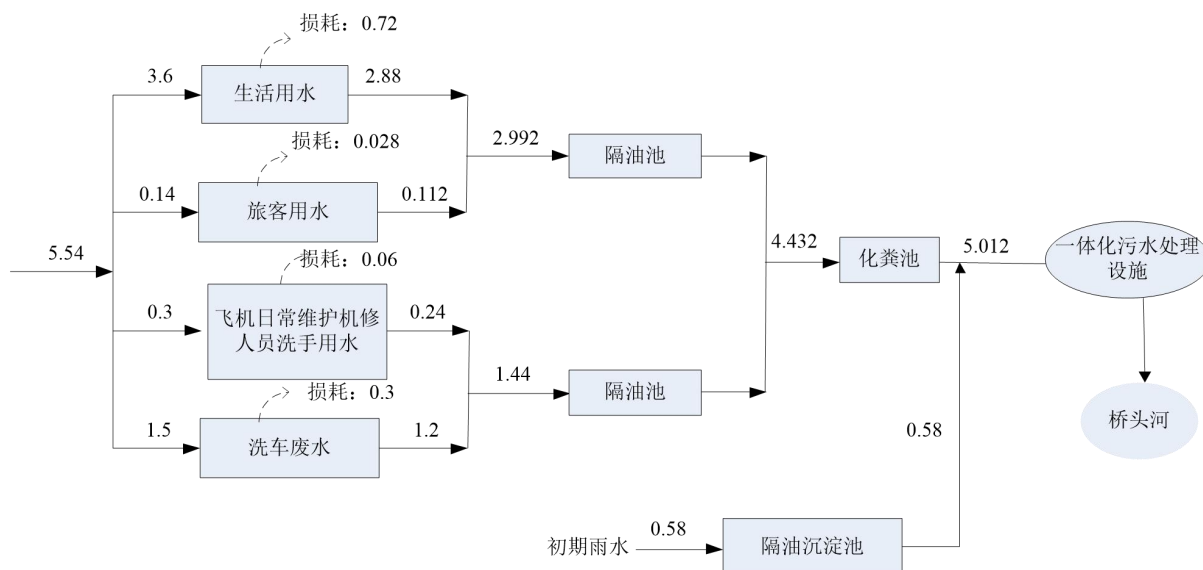 损耗：0.72
3.6
生活用水
2.88
损耗：0.028
2.992
隔油池
0.14
旅客用水
0.112
5.54
损耗：0.06
4.432
化粪池
5.012
一体化污水处理
设施
0.3
飞机日常维护机修
人员洗手用水
0.24
1.44
隔油池
损耗：0.3
1.5
洗车废水
1.2
桥头河
0.58
初期雨水
0.58
隔油沉淀池